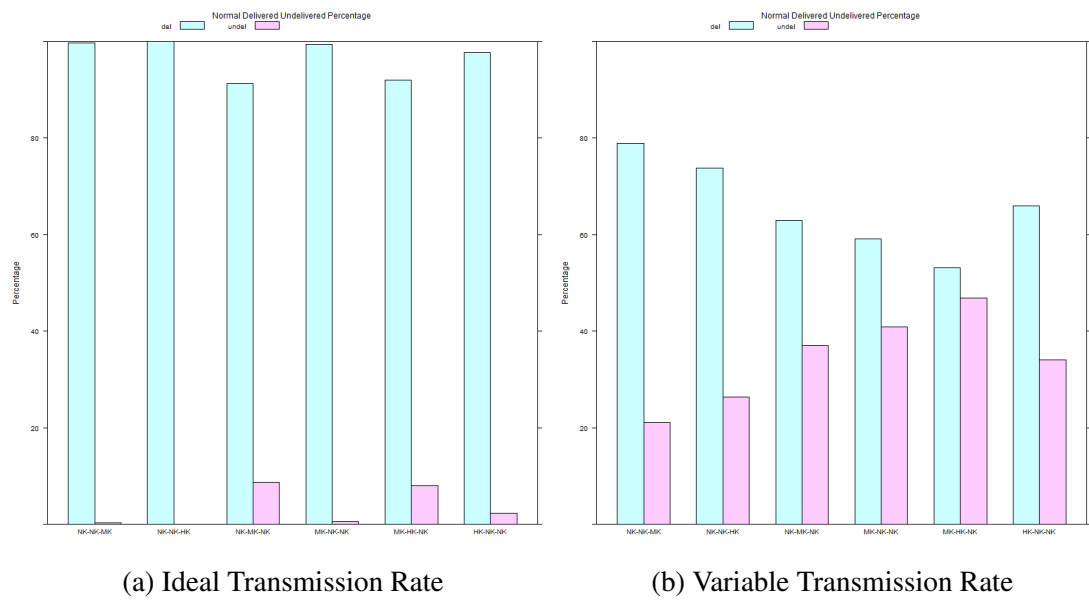 Normal Delivered Undelivered Percentage
del undel
Percentage
80
60
40
20
NK-NK-MK NK-NK-HK NK-MK-NK MK-NK-NK MK-HK-NK HK-NK-NK
(a) Ideal Transmission Rate
Normal Delivered Undelivered Percentage
del undel
Percentage
80
60
40
20
NK-NK-MK NK-NK-HK NK-MK-NK MK-NK-NK MK-HK-NK HK-NK-NK
(b) Variable Transmission Rate